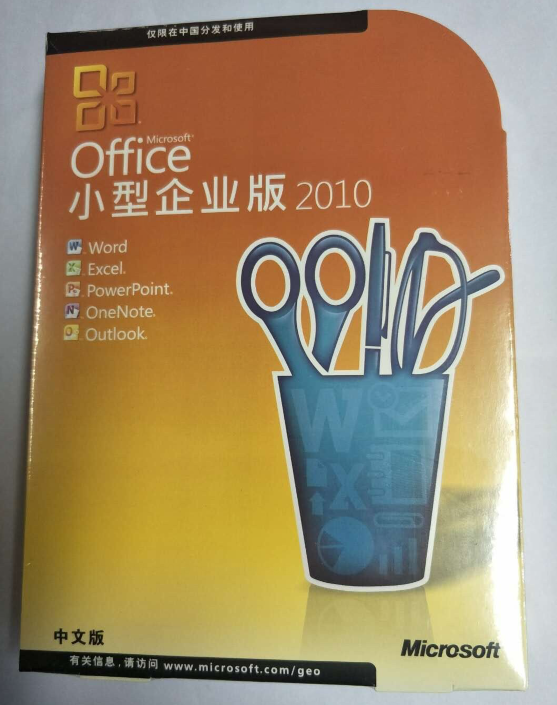 仅限在中国分发和使用
Microsoft®
Office
小型企业版 2010
Word
Excel®
PowerPoint®
OneNote®
Outlook®
W
X
中文版
Microsoft
有关信息，请访问 www.microsoft.com/geo